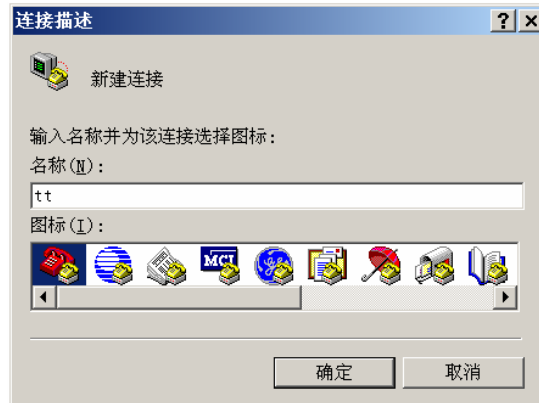 连接描述
新建连接
输入名称并为该连接选择图标:
名称(N):
tt
图标(I):
MCI
确定
取消